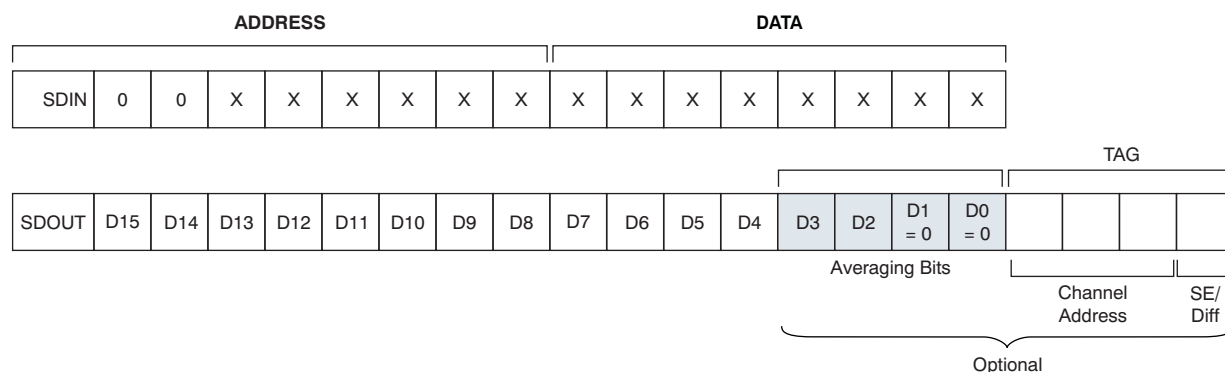 ADDRESS DATA
SDIN 0 0 X X X X X X X X X X X X X X
TAG
SDOUT D15 D14 D13 D12 D11 D10 D9 D8 D7 D6 D5 D4 D3 D2 D1 = 0 D0 = 0
Averaging Bits
Channel Address
SE/ Diff
Optional